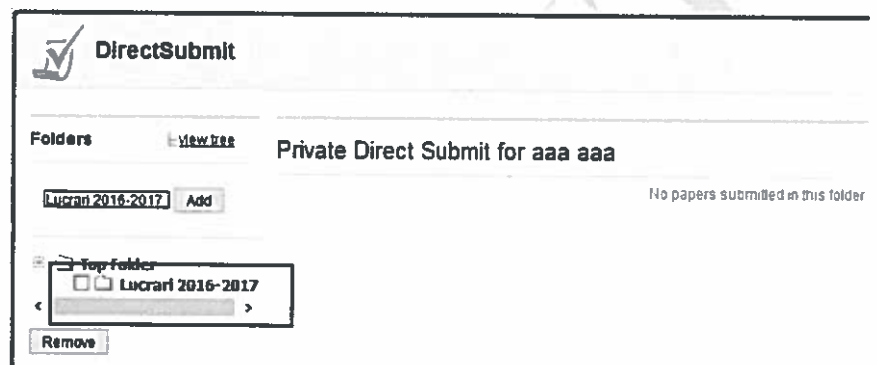 DirectSubmit
Folders view tree
Private Direct Submit for aaa aaa
No papers submitted in this folder
Lucrari 2016-2017 Add
Top Folder
Lucrari 2016-2017
Remove